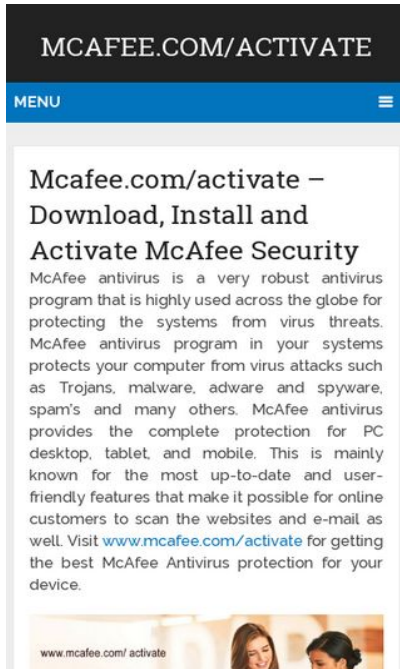 MCAFEE.COM/ACTIVATE
MENU
Mcafee.com/activate –
Download, Install and
Activate McAfee Security
McAfee antivirus is a very robust antivirus
program that is highly used across the globe for
protecting the systems from virus threats.
McAfee antivirus program in your systems
protects your computer from virus attacks such
as Trojans, malware, adware and spyware,
spam's and many others. McAfee antivirus
provides the complete protection for PC
desktop, tablet, and mobile. This is mainly
known for the most up-to-date and user-
friendly features that make it possible for online
customers to scan the websites and e-mail as
well. Visit www.mcafee.com/activate for getting
the best McAfee Antivirus protection for your
device.
www.mcafee.com/ activate